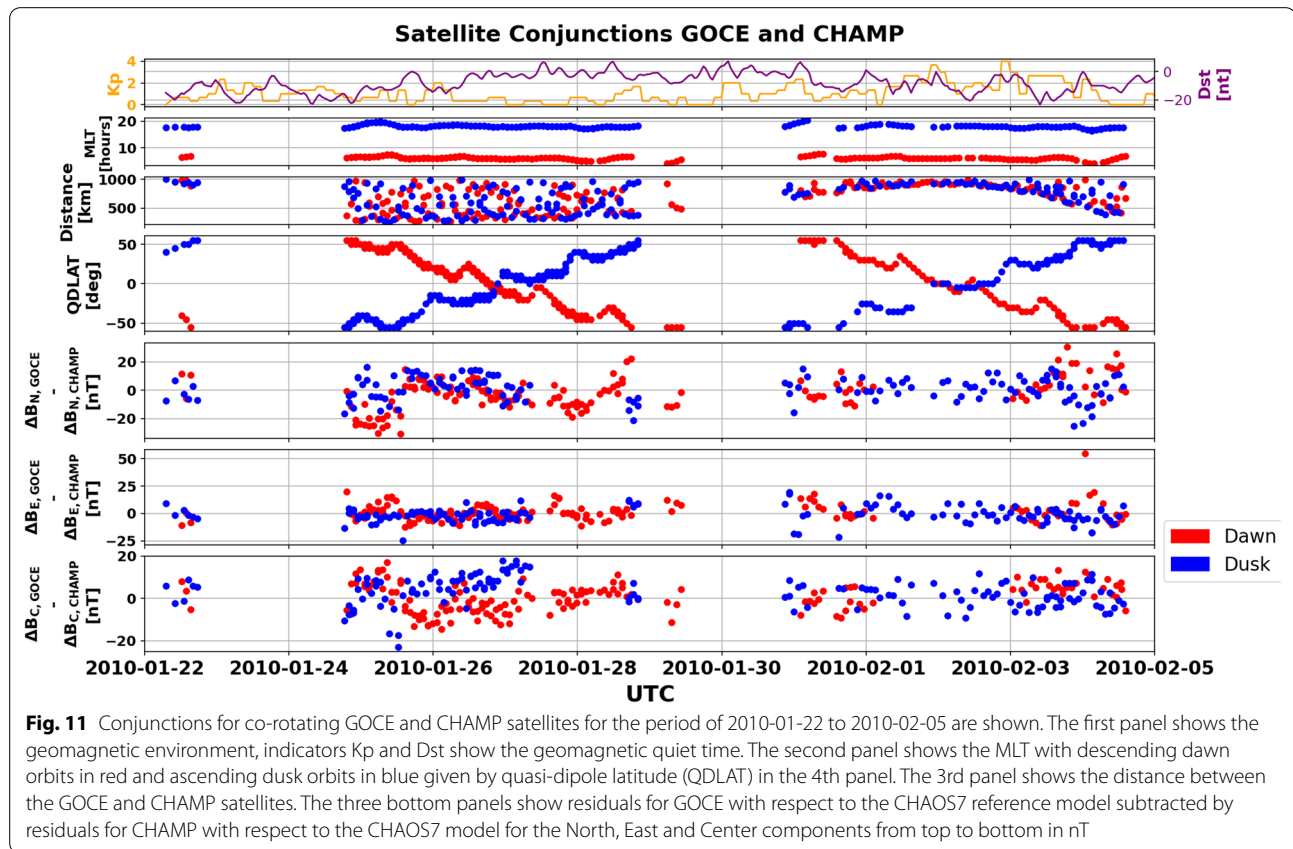 Satellite Conjunctions GOCE and CHAMP
4
2
0
Kp
0
−20
Dst
[nt]
20
10
MLT
[hours]
1000
500
Distance
[km]
50
0
−50
QDLAT
[deg]
20
0
−20
ΔB_N, GOCE
-
ΔB_N, CHAMP
[nT]
50
25
0
−25
ΔB_E, GOCE
-
ΔB_E, CHAMP
[nT]
20
0
−20
ΔB_C, GOCE
-
ΔB_C, CHAMP
[nT]
Dawn
Dusk
2010-01-22 2010-01-24 2010-01-26 2010-01-28 2010-01-30 2010-02-01 2010-02-03 2010-02-05
UTC
Fig. 11 Conjunctions for co-rotating GOCE and CHAMP satellites for the period of 2010-01-22 to 2010-02-05 are shown. The first panel shows the
geomagnetic environment, indicators Kp and Dst show the geomagnetic quiet time. The second panel shows the MLT with descending dawn
orbits in red and ascending dusk orbits in blue given by quasi-dipole latitude (QDLAT) in the 4th panel. The 3rd panel shows the distance between
the GOCE and CHAMP satellites. The three bottom panels show residuals for GOCE with respect to the CHAOS7 reference model subtracted by
residuals for CHAMP with respect to the CHAOS7 model for the North, East and Center components from top to bottom in nT